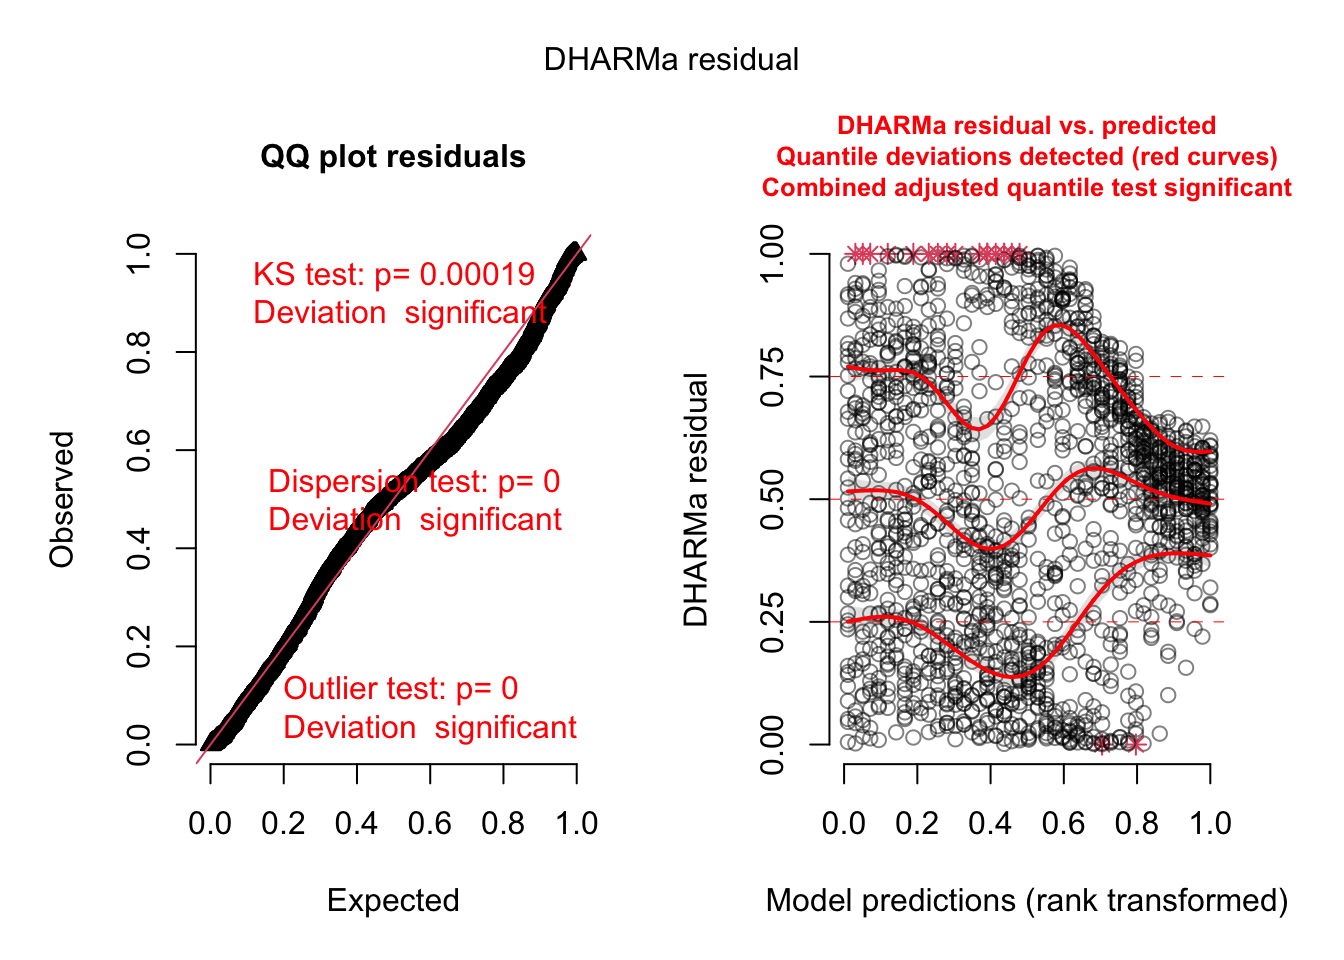 DHARMa residual
QQ plot residuals
KS test: p= 0.00019
Deviation  significant
Dispersion test: p= 0
Deviation  significant
Outlier test: p= 0
Deviation  significant
Observed
1.0
0.8
0.6
0.4
0.2
0.0
0.0 0.2 0.4 0.6 0.8 1.0
Expected
DHARMa residual vs. predicted
Quantile deviations detected (red curves)
Combined adjusted quantile test significant
DHARMa residual
1.00
0.75
0.50
0.25
0.00
0.0 0.2 0.4 0.6 0.8 1.0
Model predictions (rank transformed)